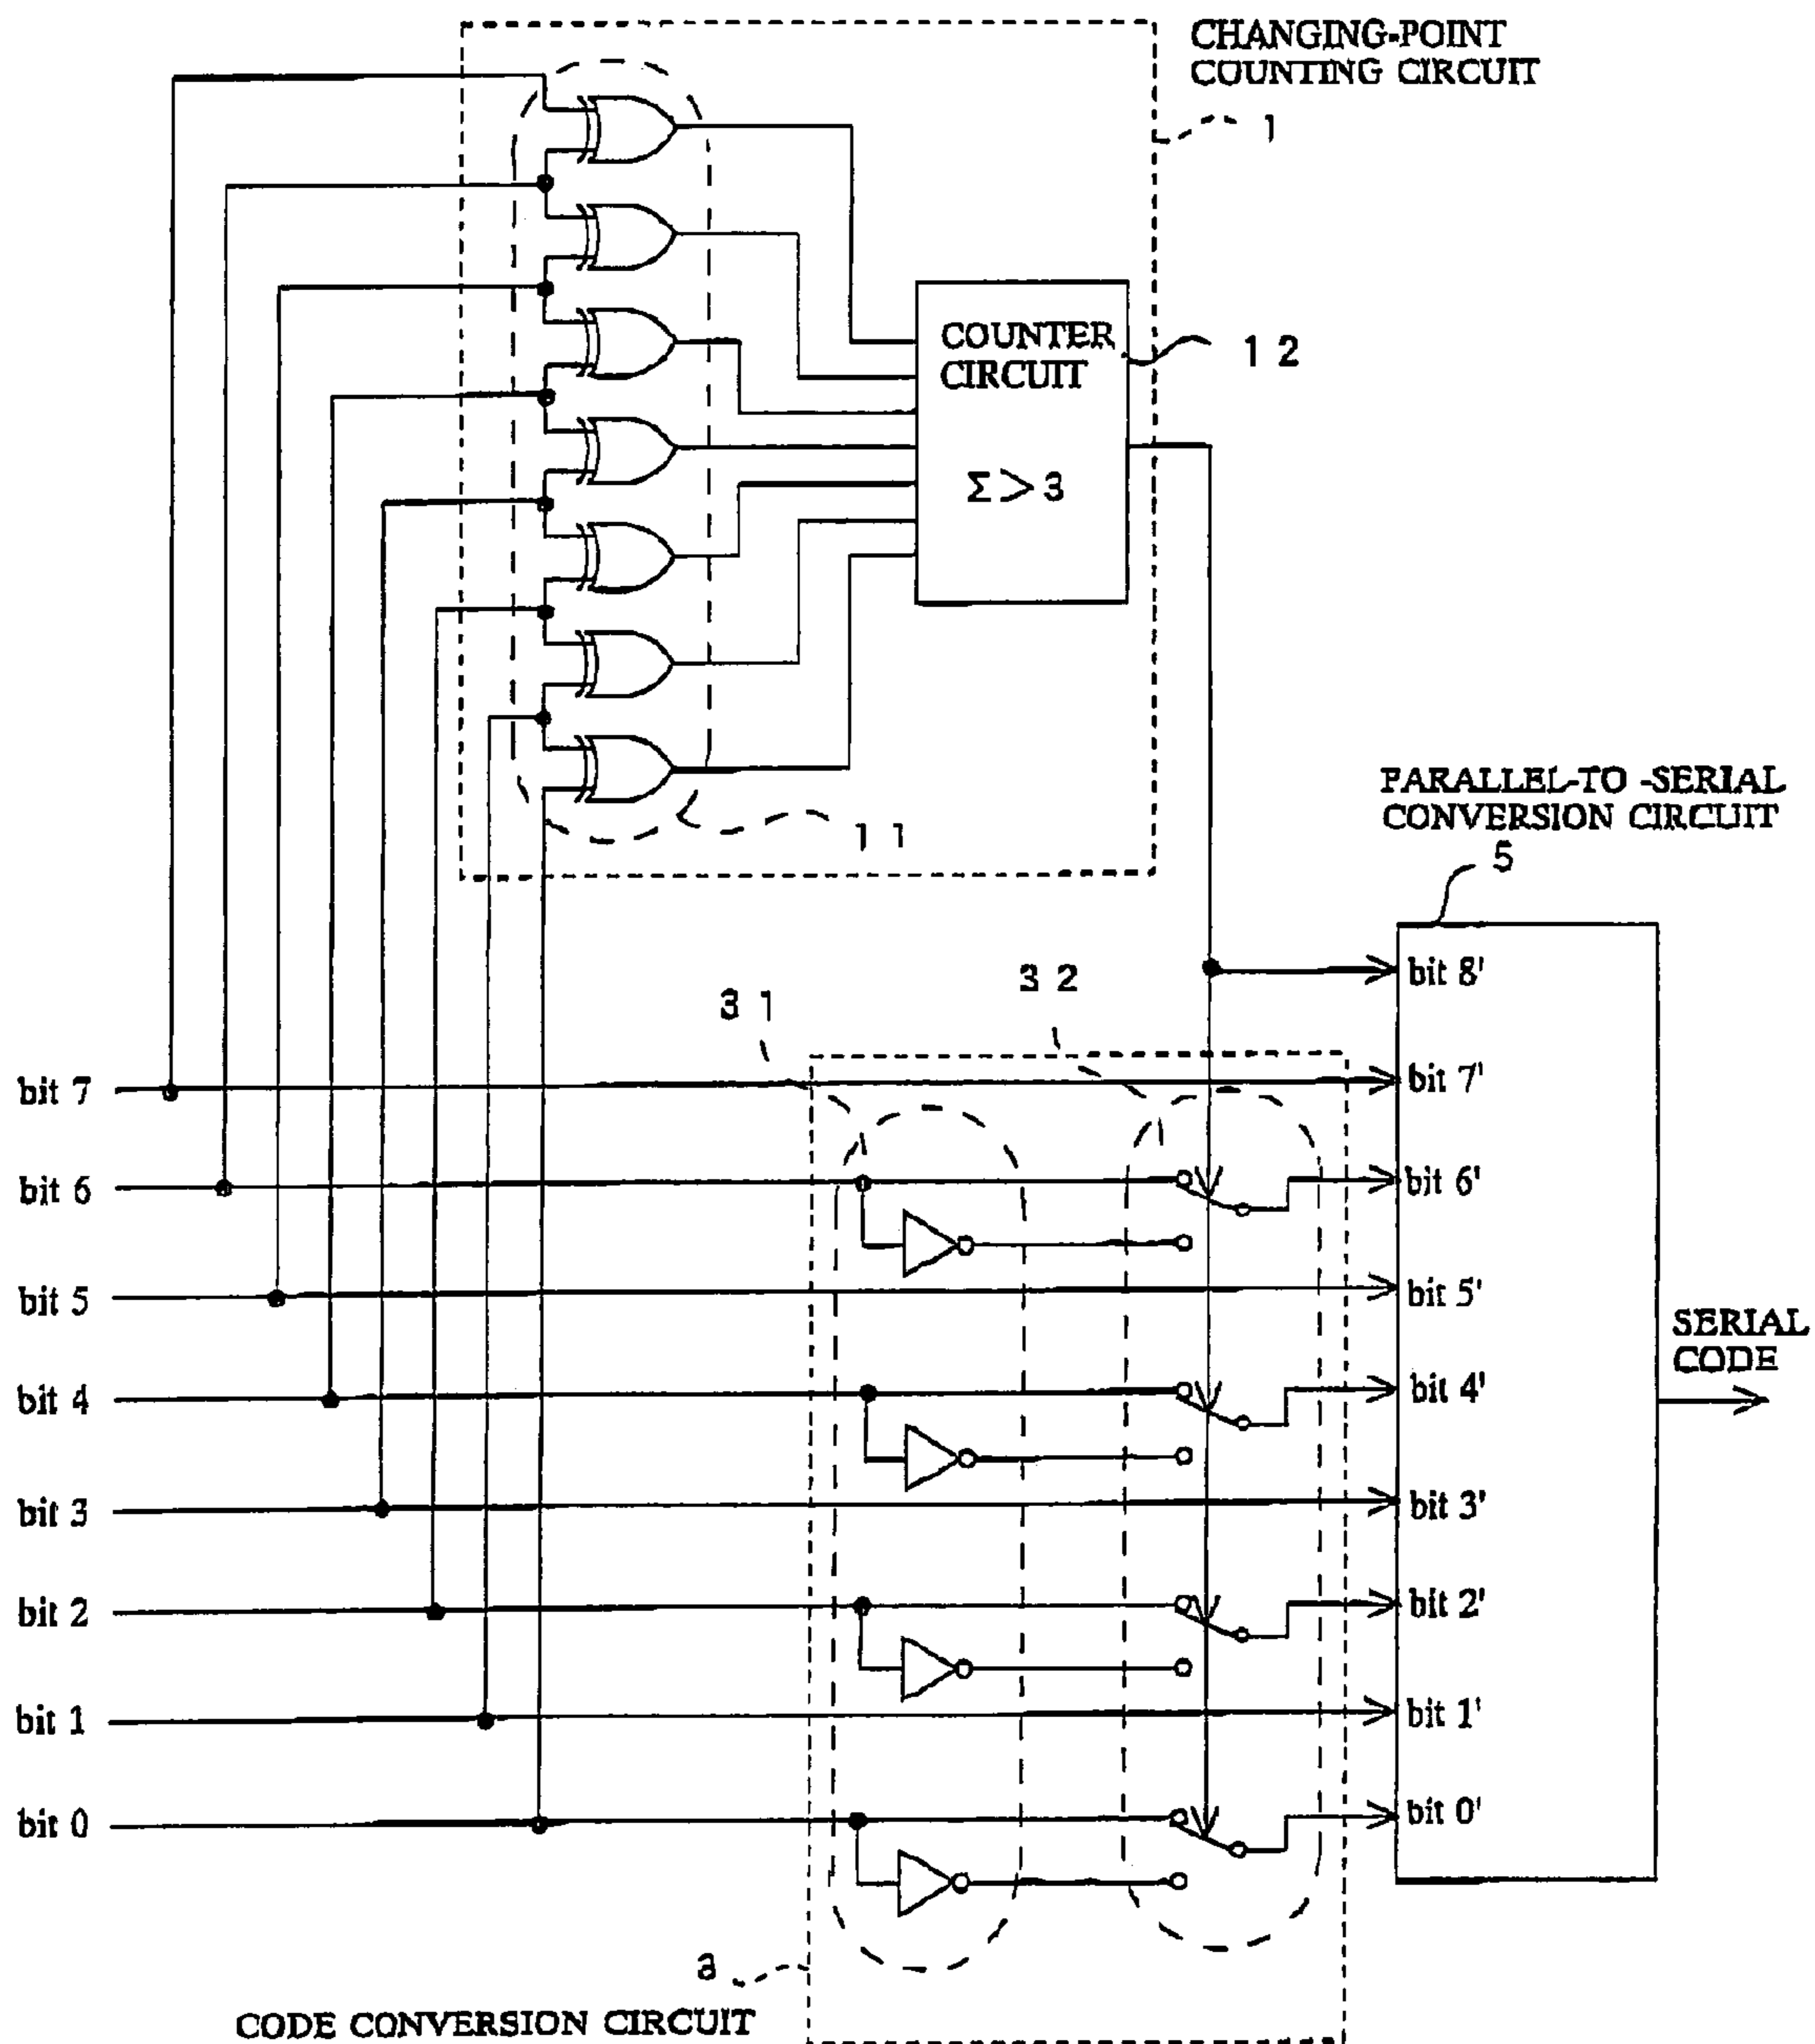 CHANGING-POINT
COUNTING CIRCUIT
1
COUNTER
CIRCUIT
Σ>3
12
11
PARALLEL-TO -SERIAL
CONVERSION CIRCUIT
5
31
32
bit 8'
bit 7
bit 7'
bit 6
bit 6'
bit 5
bit 5'
SERIAL
CODE
bit 4
bit 4'
bit 3
bit 3'
bit 2
bit 2'
bit 1
bit 1'
bit 0
bit 0'
a
CODE CONVERSION CIRCUIT